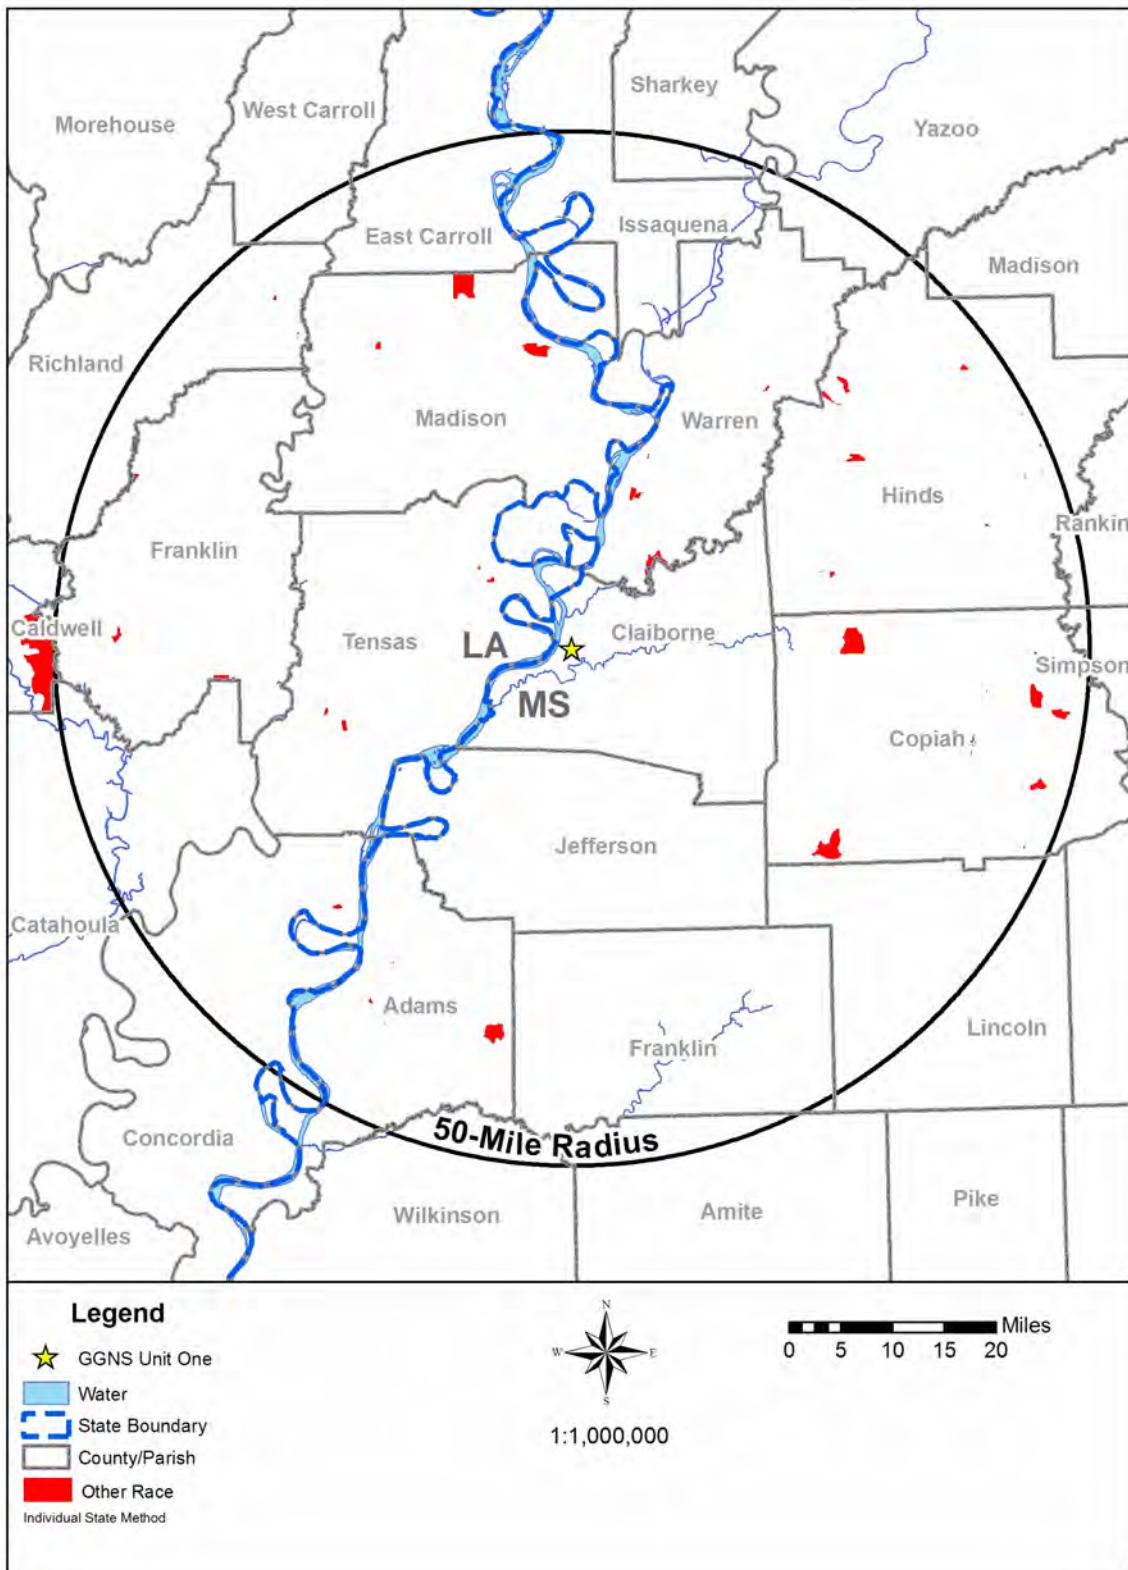 Sharkey
West Carroll
Morehouse
Yazoo
Issaquena
East Carroll
Madison
Richland
Madison
Warren
Hinds
Rankin
Franklin
Caldwell
Tensas
LA
Claiborne
Simpson
MS
Copiah
Jefferson
Catahoula
Adams
Lincoln
Franklin
Concordia
50-Mile Radius
Wilkinson
Amite
Pike
Avoyelles
Legend
GGNS Unit One
Water
State Boundary
County/Parish
Other Race
Individual State Method
N
W E
S
1:1,000,000
Miles
0 5 10 15 20